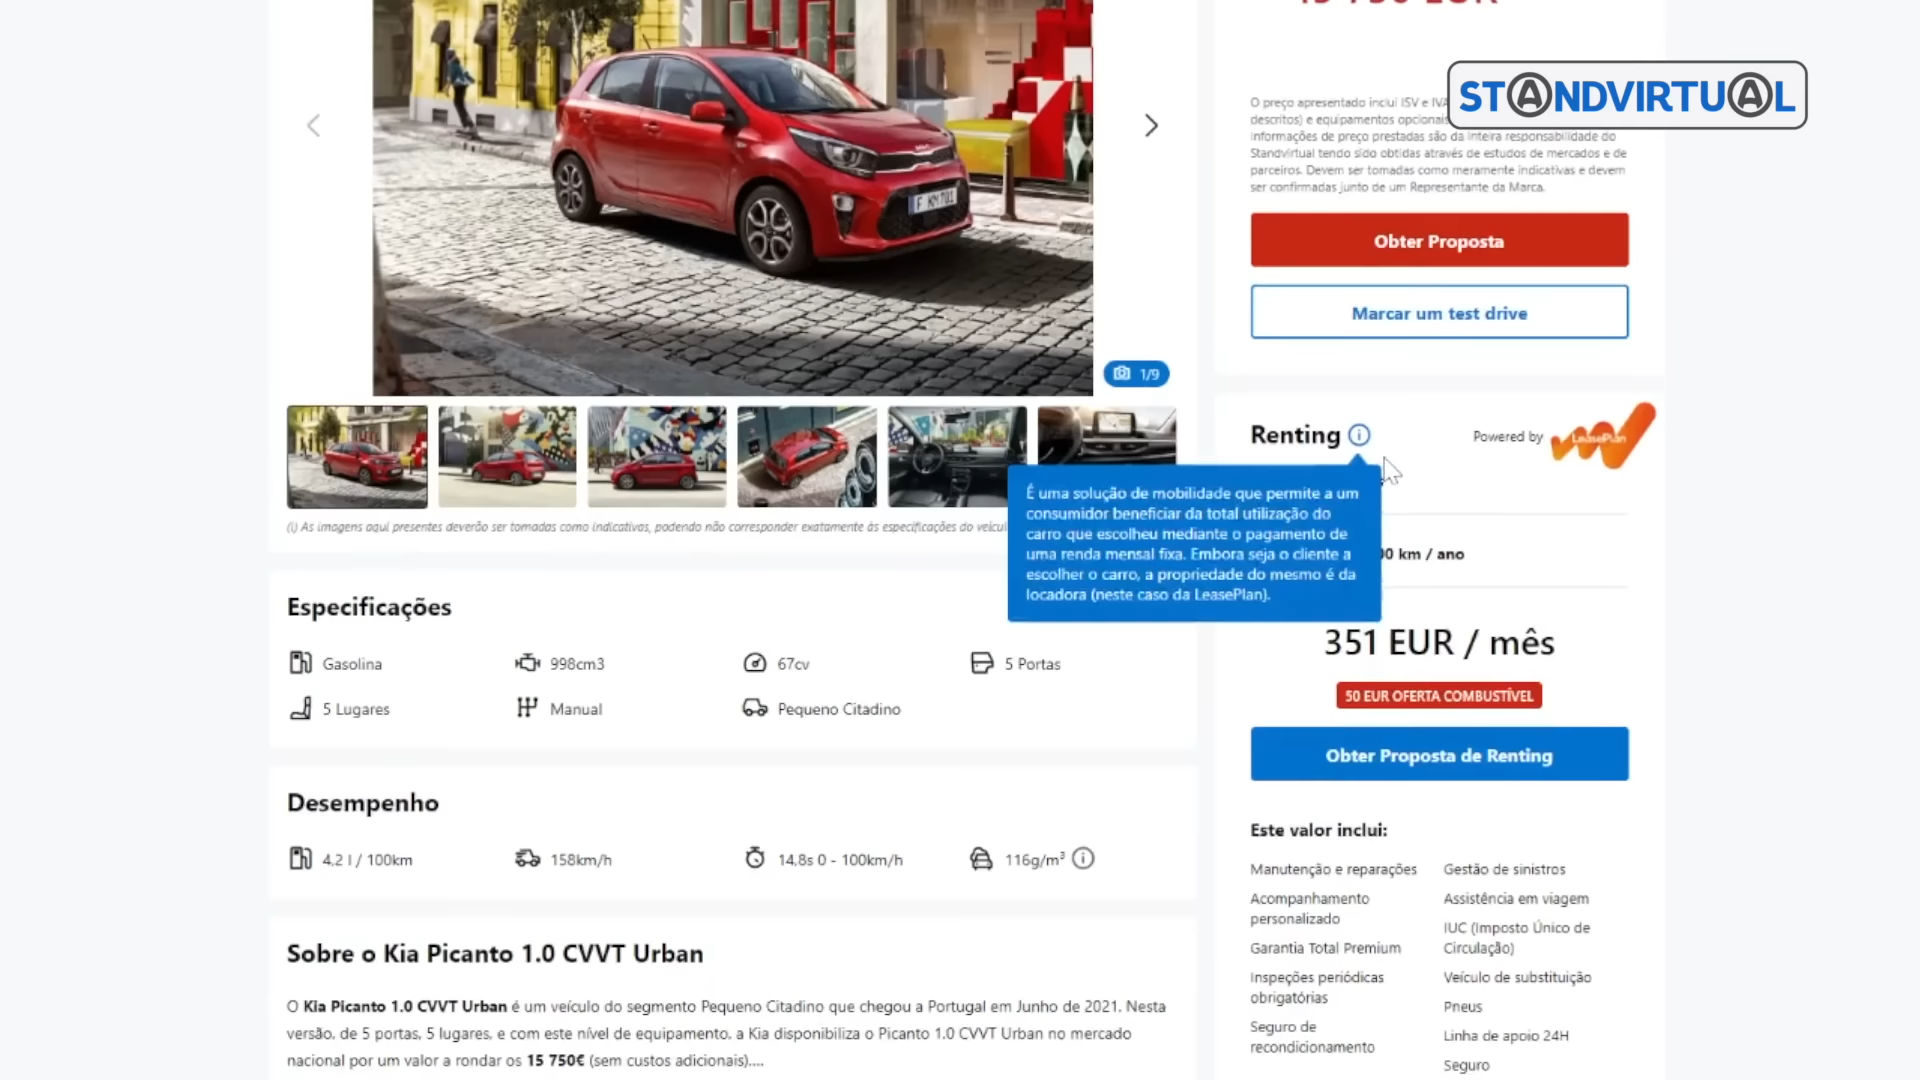 STANDVIRTUAL
O preço apresentado inclui ISV e IVA
descritos) e equipamentos opcionais
informações de preço prestadas são da inteira responsabilidade do
Standvirtual tendo sido obtidas através de estudos de mercados e de
parceiros. Devem ser tomadas como meramente indicativas e devem
ser confirmadas junto de um Representante da Marca.
Obter Proposta
Marcar um test drive
1/9
(i) As imagens aqui presentes deverão ser tomadas como indicativas, podendo não corresponder exatamente às especificações do
Renting
Powered by
LeasePlan
É uma solução de mobilidade que permite a um
consumidor beneficiar da total utilização do
carro que escolheu mediante o pagamento de
uma renda mensal fixa. Embora seja o cliente a
escolher o carro, a propriedade do mesmo é da
locadora (neste caso da LeasePlan).
km / ano
351 EUR / mês
50 EUR OFERTA COMBUSTÍVEL
Obter Proposta de Renting
Este valor inclui:
Manutenção e reparações
Acompanhamento
personalizado
Garantia Total Premium
Inspeções periódicas
obrigatórias
Seguro de
recondicionamento
Gestão de sinistros
Assistência em viagem
IUC (Imposto Único de
Circulação)
Veículo de substituição
Pneus
Linha de apoio 24H
Seguro
Especificações
Gasolina
998cm3
67cv
5 Portas
5 Lugares
Manual
Pequeno Citadino
Desempenho
4.2 l / 100km
158km/h
14.8s 0 - 100km/h
116g/m³
Sobre o Kia Picanto 1.0 CVVT Urban
O Kia Picanto 1.0 CVVT Urban é um veículo do segmento Pequeno Citadino que chegou a Portugal em Junho de 2021. Nesta
versão, de 5 portas, 5 lugares, e com este nível de equipamento, a Kia disponibiliza o Picanto 1.0 CVVT Urban no mercado
nacional por um valor a rondar os 15 750€ (sem custos adicionais)....